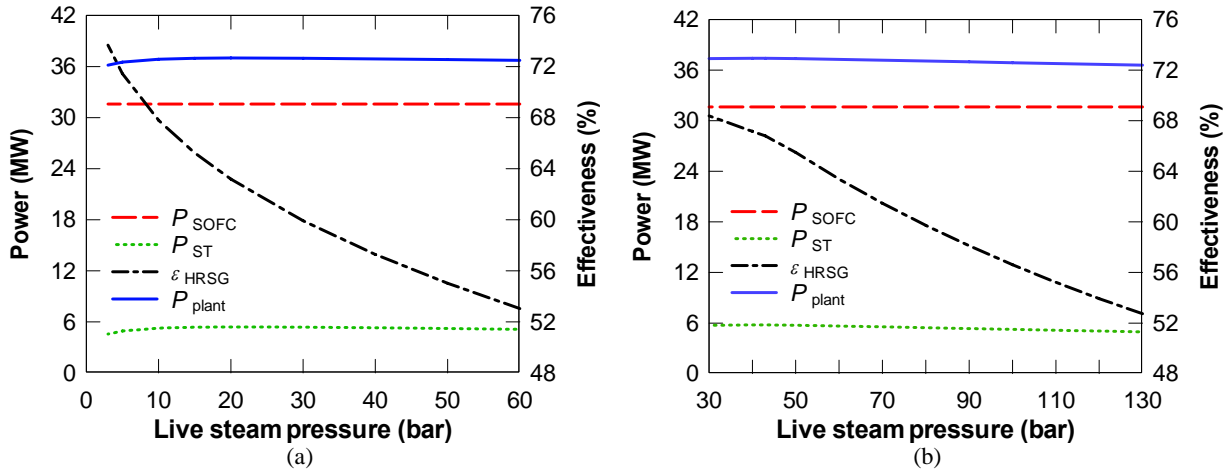 42
36
30
24
18
12
6
0
Power (MW)
76
72
68
64
60
56
52
48
Effectiveness (%)
P SOFC
P ST
ε HRSG
P plant
0 10 20 30 40 50 60
Live steam pressure (bar)
(a)
42
36
30
24
18
12
6
0
Power (MW)
76
72
68
64
60
56
52
48
Effectiveness (%)
P SOFC
P ST
ε HRSG
P plant
30 50 70 90 110 130
Live steam pressure (bar)
(b)